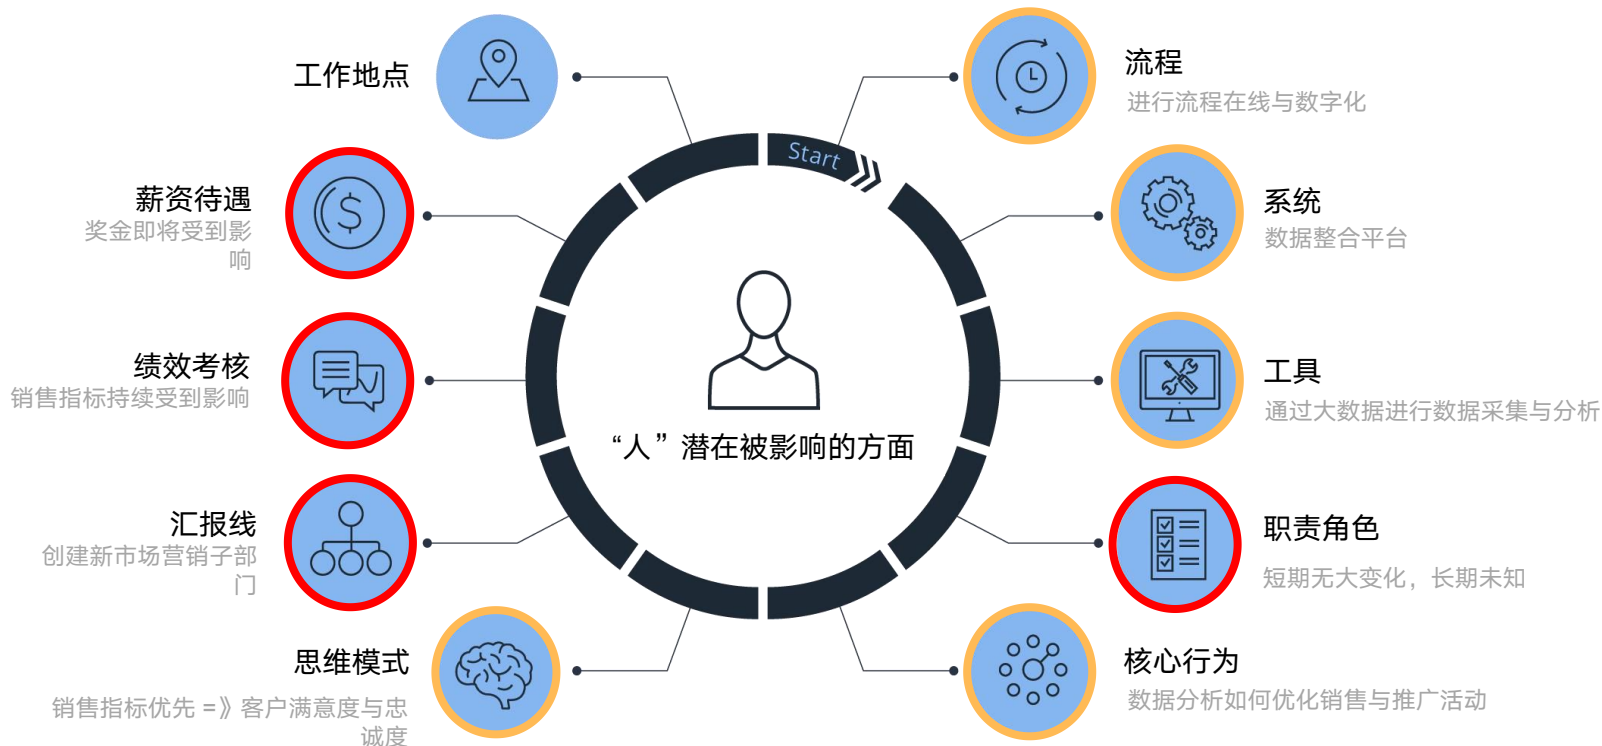 Start
流程
进行流程在线与数字化
系统
数据整合平台
工具
通过大数据进行数据采集与分析
职责角色
短期无大变化，长期未知
核心行为
数据分析如何优化销售与推广活动
思维模式
销售指标优先 =》客户满意度与忠
诚度
汇报线
创建新市场营销子部
门
绩效考核
销售指标持续受到影响
薪资待遇
奖金即将受到影
响
工作地点
“人”潜在被影响的方面